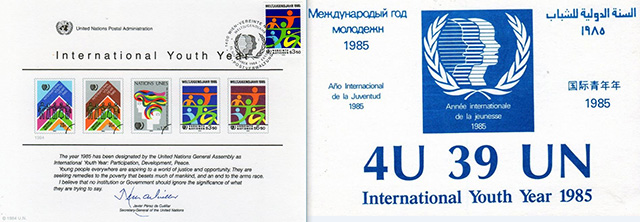 United Nations Postal Administration
International Youth Year
WELTJUGENDJAHR 1985
NATIONS UNIES
WELTJUGENDJAHR 1985
WELTJUGENDJAHR 1985
The year 1985 has been designated by the United Nations General Assembly as
International Youth Year: Participation, Development, Peace.
Young people everywhere are aspiring to a world of justice and opportunity. They are
seeking remedies to the poverty that besets much of mankind, and an end to the arms race.
I believe that no institution or Government should ignore the significance of what
they are trying to say.
Javier Pérez de Cuéllar
Secretary-General of the United Nations
Международный год
молодежи
1985
السنة الدولية للشباب
١٩٨٥
Año Internacional
de la Juventud
1985
Année internationale
de la jeunesse
1985
国际青年年
1985
4U 39 UN
International Youth Year 1985